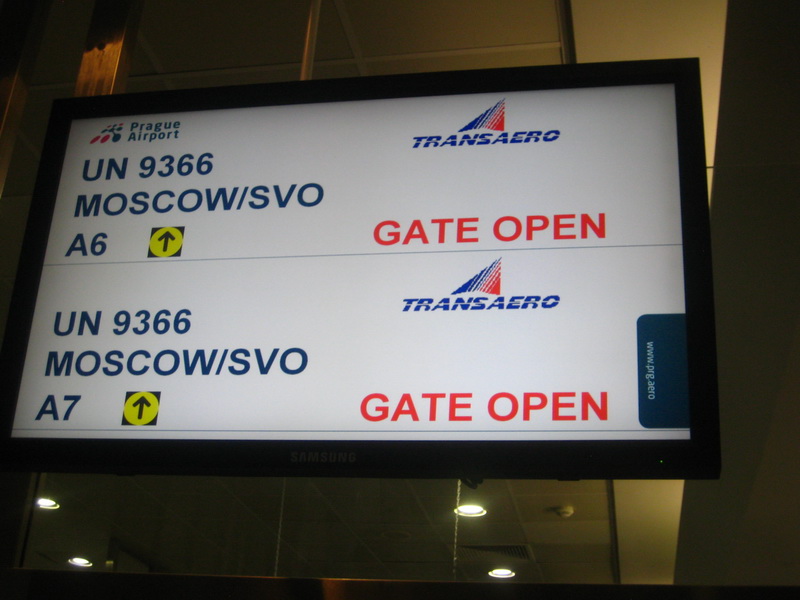 Prague
Airport
TRANSAERO
UN 9366
MOSCOW/SVO
A6
GATE OPEN
TRANSAERO
UN 9366
MOSCOW/SVO
A7
GATE OPEN
www.prg.aero
SAMSUNG